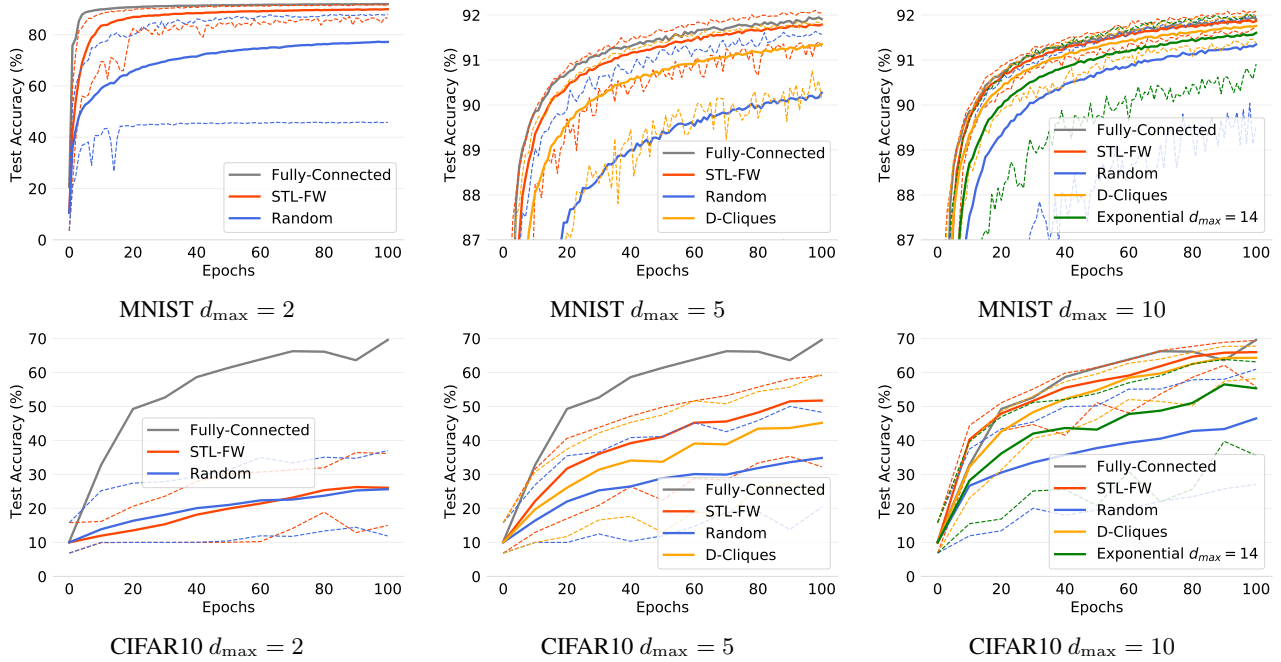 Test Accuracy (%)
80
60
40
20
0
Fully-Connected
STL-FW
Random
0 20 40 60 80 100
Epochs
MNIST d_max = 2
Test Accuracy (%)
92
91
90
89
88
87
Fully-Connected
STL-FW
Random
D-Cliques
0 20 40 60 80 100
Epochs
MNIST d_max = 5
Test Accuracy (%)
92
91
90
89
88
87
Fully-Connected
STL-FW
Random
D-Cliques
Exponential d_max = 14
0 20 40 60 80 100
Epochs
MNIST d_max = 10
Test Accuracy (%)
70
60
50
40
30
20
10
0
Fully-Connected
STL-FW
Random
0 20 40 60 80 100
Epochs
CIFAR10 d_max = 2
Test Accuracy (%)
70
60
50
40
30
20
10
0
Fully-Connected
STL-FW
Random
D-Cliques
0 20 40 60 80 100
Epochs
CIFAR10 d_max = 5
Test Accuracy (%)
70
60
50
40
30
20
10
0
Fully-Connected
STL-FW
Random
D-Cliques
Exponential d_max = 14
0 20 40 60 80 100
Epochs
CIFAR10 d_max = 10